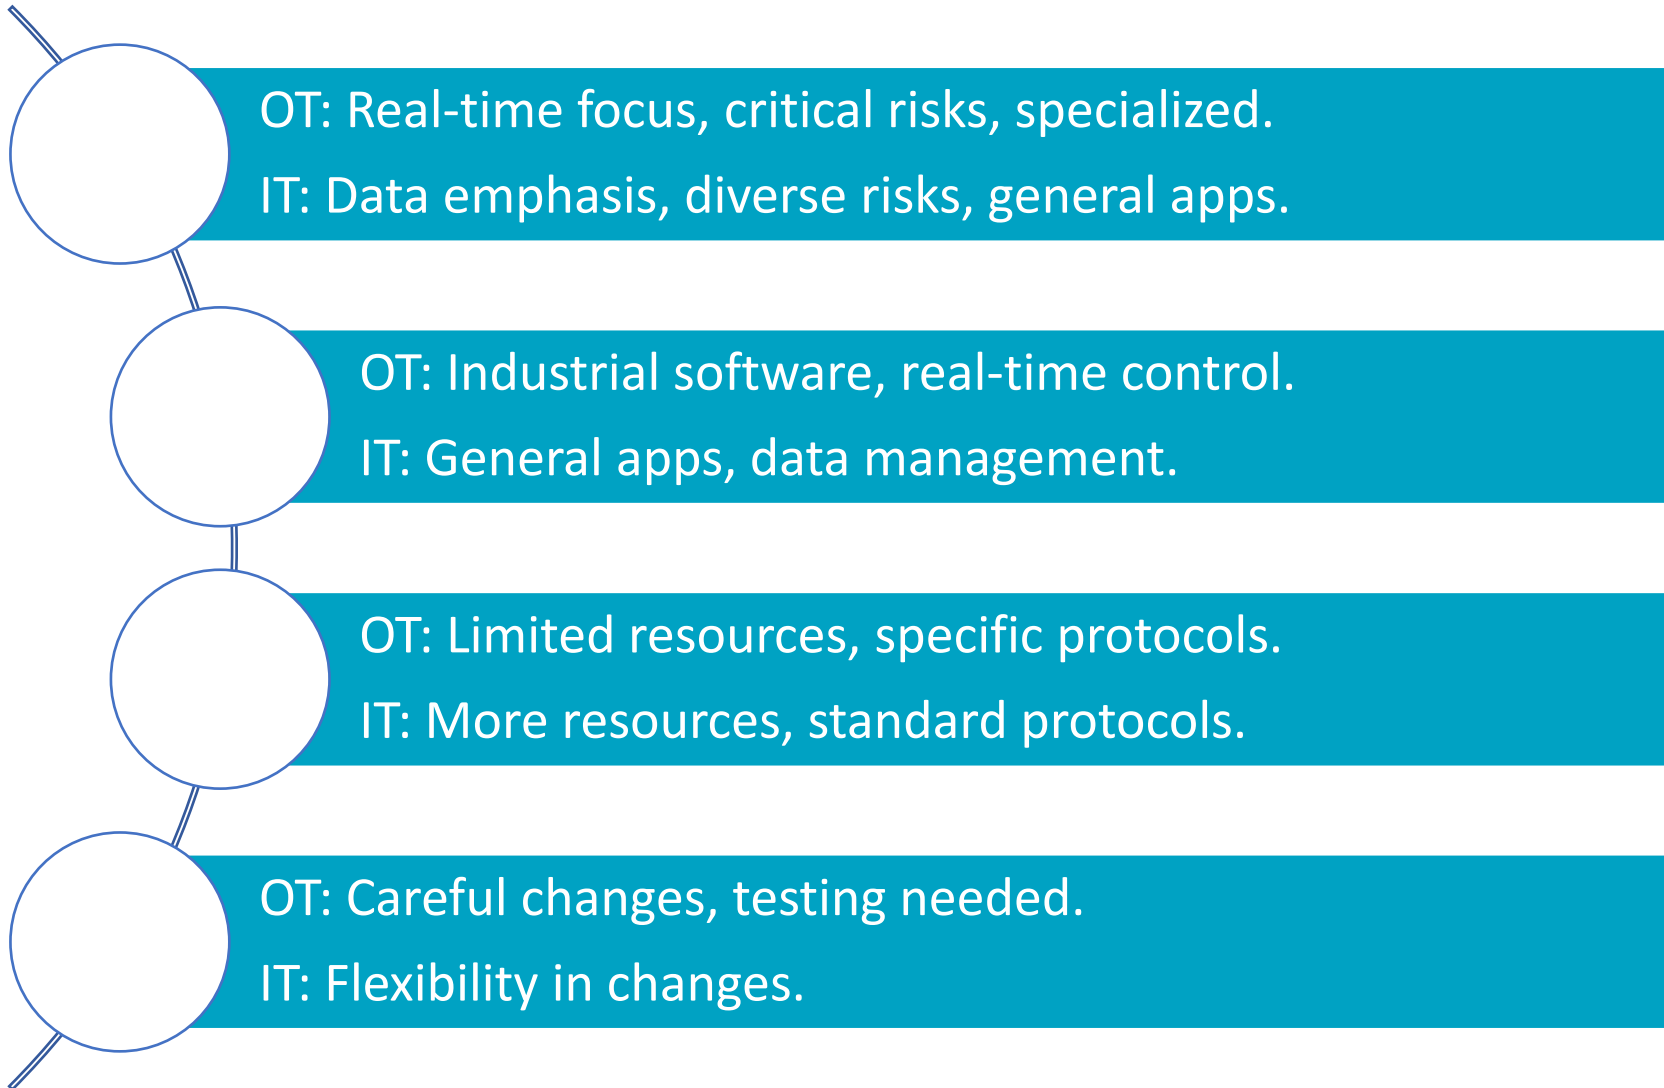 OT: Real-time focus, critical risks, specialized.
IT: Data emphasis, diverse risks, general apps.
OT: Industrial software, real-time control.
IT: General apps, data management.
OT: Limited resources, specific protocols.
IT: More resources, standard protocols.
OT: Careful changes, testing needed.
IT: Flexibility in changes.